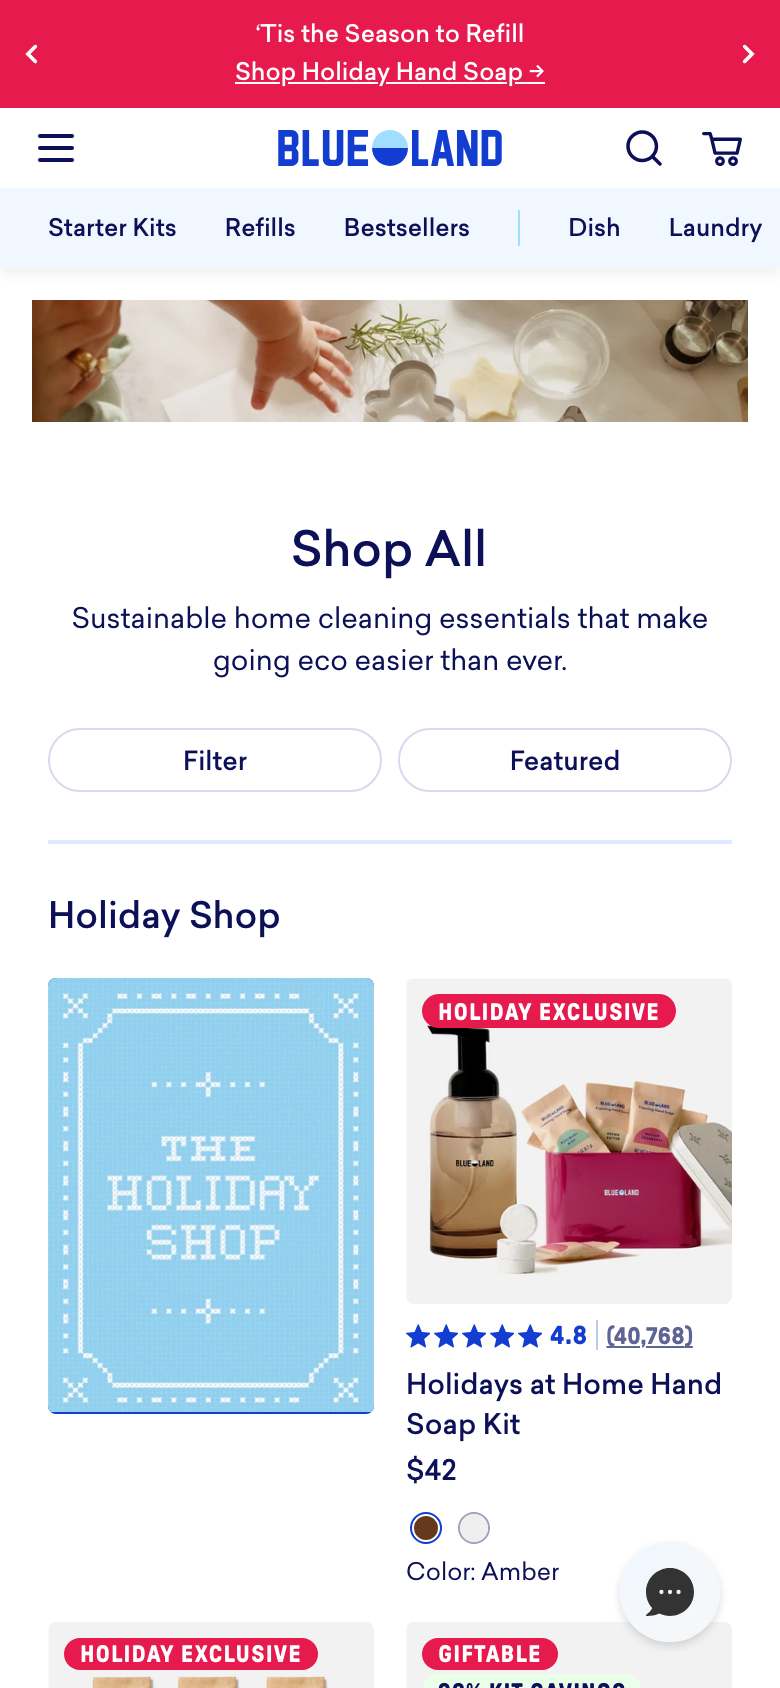 ‘Tis the Season to Refill
Shop Holiday Hand Soap →
BLUELAND
Starter Kits Refills Bestsellers Dish Laundry
Shop All
Sustainable home cleaning essentials that make
going eco easier than ever.
Filter Featured
Holiday Shop
THE
HOLIDAY
SHOP
HOLIDAY EXCLUSIVE
BLUELAND
BLUELAND
4.8 (40,768)
Holidays at Home Hand
Soap Kit
$42
Color: Amber
HOLIDAY EXCLUSIVE
GIFTABLE